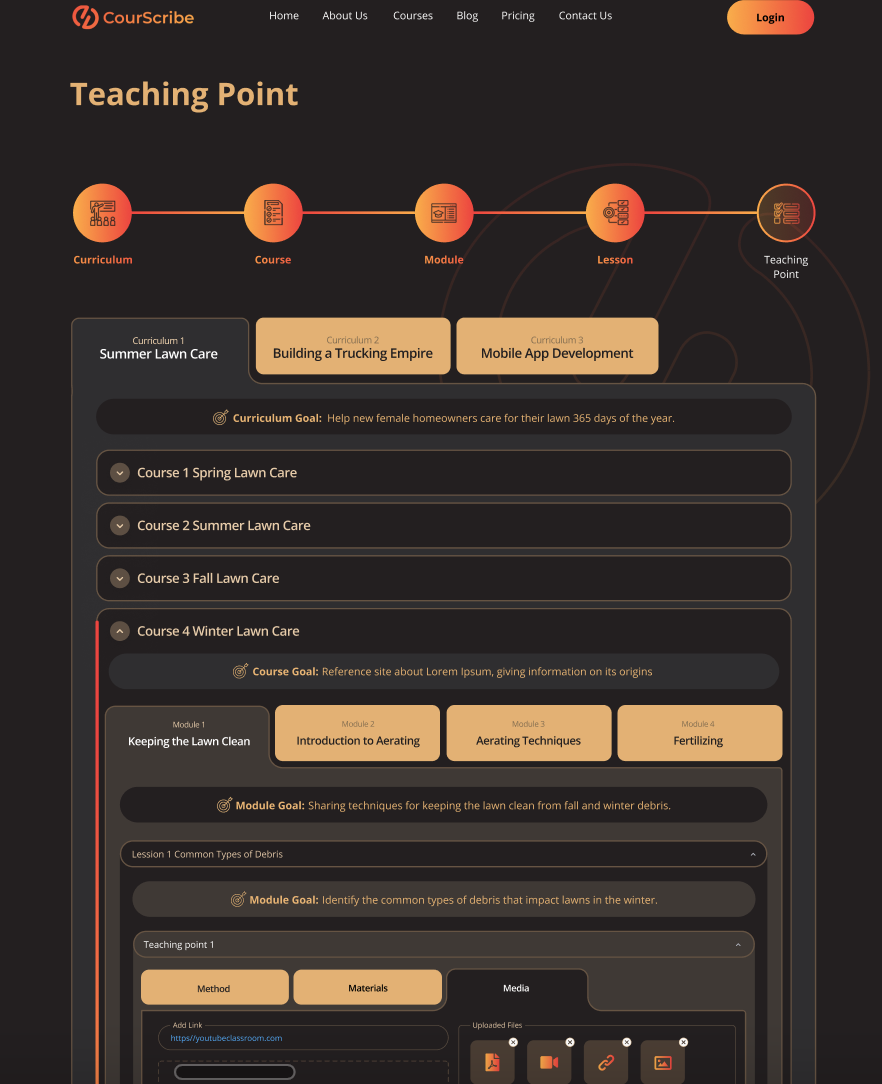 CourScribe
Home About Us Courses Blog Pricing Contact Us
Login
Teaching Point
Curriculum Course Module Lesson Teaching
Point
Curriculum 1
Summer Lawn Care
Curriculum 2
Building a Trucking Empire
Curriculum 3
Mobile App Development
Curriculum Goal: Help new female homeowners care for their lawn 365 days of the year.
Course 1 Spring Lawn Care
Course 2 Summer Lawn Care
Course 3 Fall Lawn Care
Course 4 Winter Lawn Care
Course Goal: Reference site about Lorem Ipsum, giving information on its origins
Module 1
Keeping the Lawn Clean
Module 2
Introduction to Aerating
Module 3
Aerating Techniques
Module 4
Fertilizing
Module Goal: Sharing techniques for keeping the lawn clean from fall and winter debris.
Lession 1 Common Types of Debris
Module Goal: Identify the common types of debris that impact lawns in the winter.
Teaching point 1
Method Materials Media
Add Link
https//youtubeclassroom.com
Uploaded Files